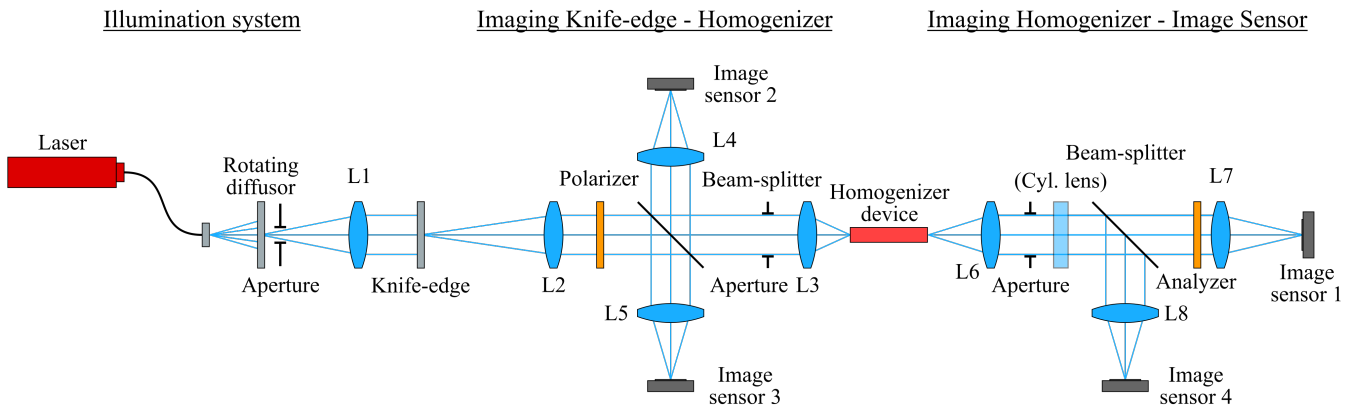 Illumination system
Imaging Knife-edge - Homogenizer
Imaging Homogenizer - Image Sensor
Laser
Rotating
diffusor
Aperture
L1
Knife-edge
L2
Polarizer
Image
sensor 2
L4
Beam-splitter
L5
Aperture
L3
Image
sensor 3
Homogenizer
device
L6
(Cyl. lens)
Aperture
Beam-splitter
L7
Analyzer
L8
Image
sensor 1
Image
sensor 4